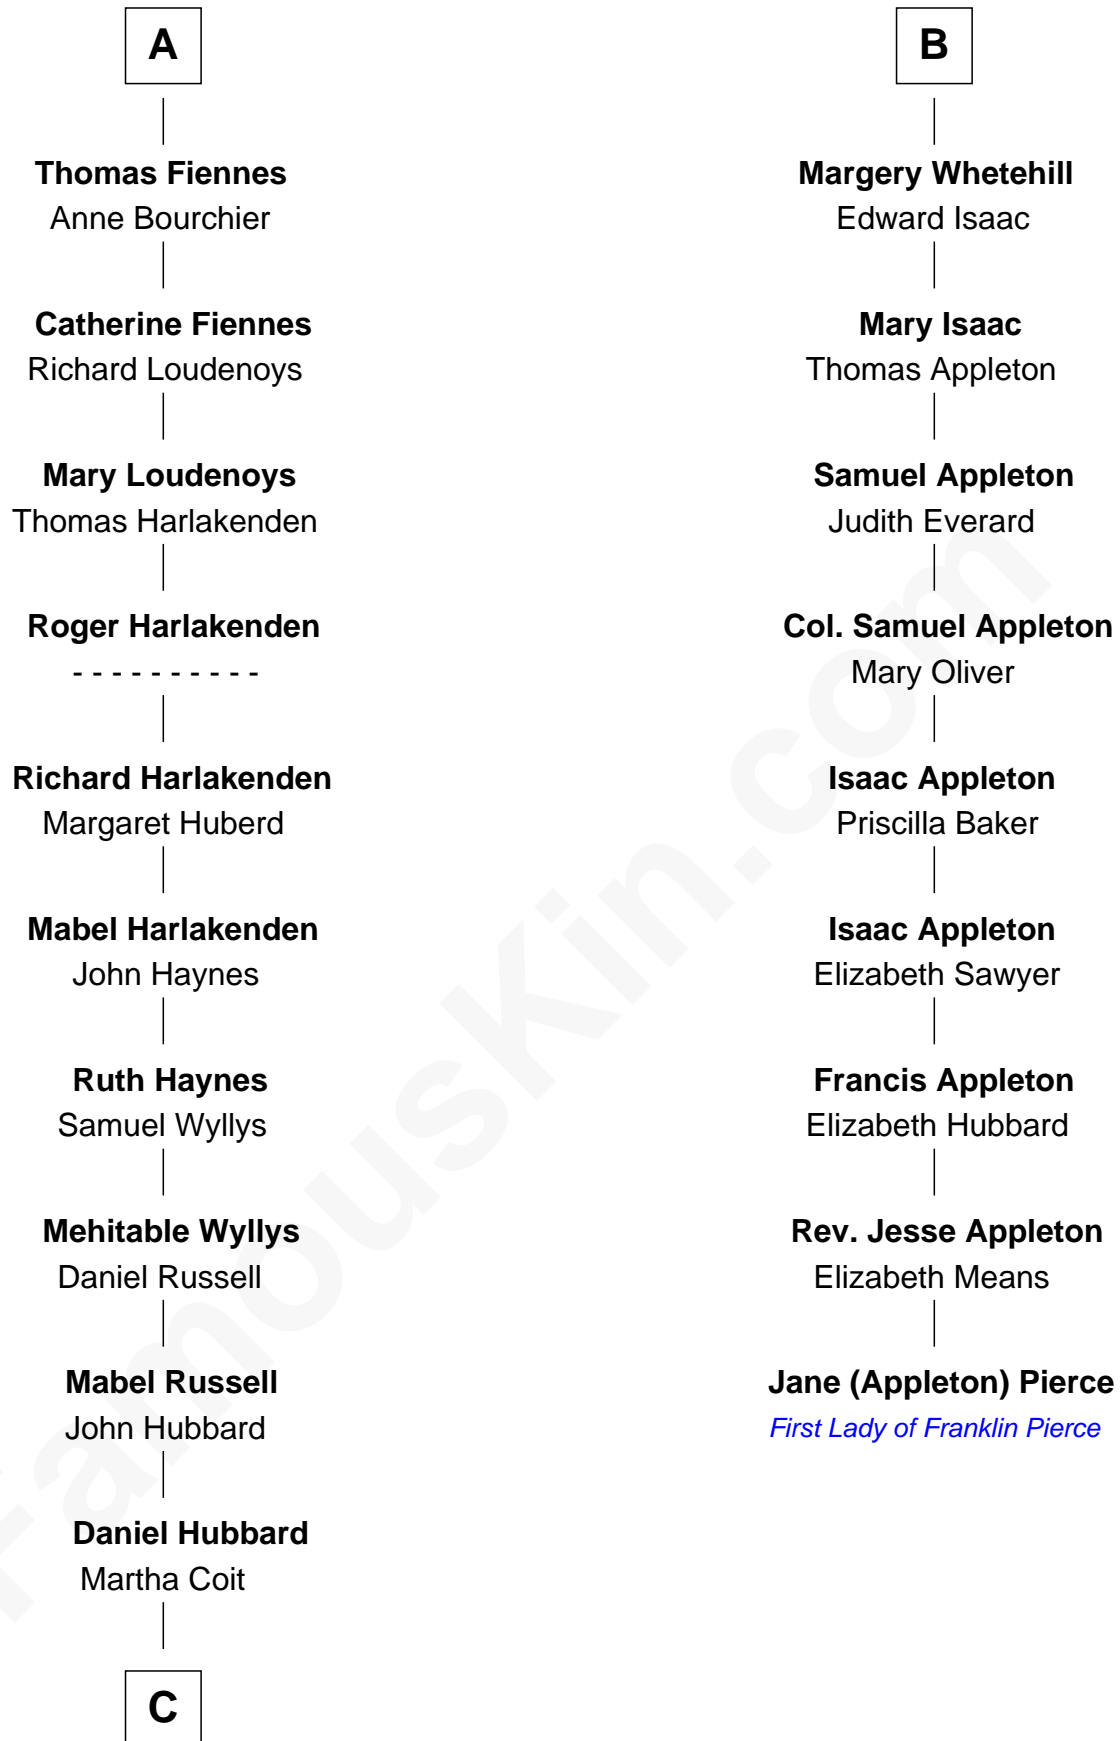 A
Thomas Fiennes
Anne Bourchier
Catherine Fiennes
Richard Loudenoys
Mary Loudenoys
Thomas Harlakenden
Roger Harlakenden
- - - - - - - - - -
Richard Harlakenden
Margaret Huberd
Mabel Harlakenden
John Haynes
Ruth Haynes
Samuel Wyllys
Mehitable Wyllys
Daniel Russell
Mabel Russell
John Hubbard
Daniel Hubbard
Martha Coit
C
B
Margery Whetehill
Edward Isaac
Mary Isaac
Thomas Appleton
Samuel Appleton
Judith Everard
Col. Samuel Appleton
Mary Oliver
Isaac Appleton
Priscilla Baker
Isaac Appleton
Elizabeth Sawyer
Francis Appleton
Elizabeth Hubbard
Rev. Jesse Appleton
Elizabeth Means
Jane (Appleton) Pierce
First Lady of Franklin Pierce
FamousKin.com